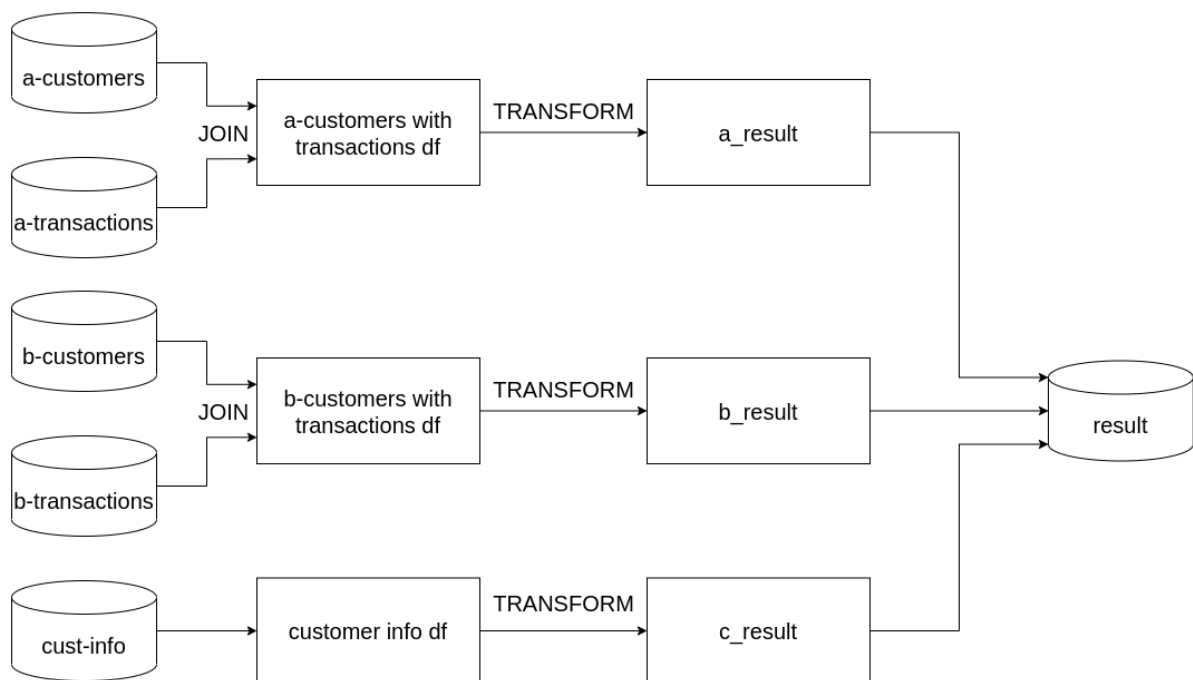 a-customers
a-transactions
JOIN
a-customers with
transactions df
TRANSFORM
a_result
b-customers
b-transactions
JOIN
b-customers with
transactions df
TRANSFORM
b_result
result
cust-info
customer info df
TRANSFORM
c_result